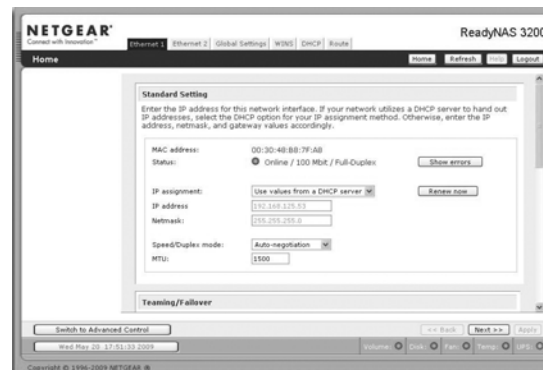 NETGEAR®
Connect with Innovation™
ReadyNAS 3200
Ethernet 1 Ethernet 2 Global Settings WINS DHCP Route
Home
Home Refresh Help Logout
Standard Setting
Enter the IP address for this network interface. If your network utilizes a DHCP server to hand out
IP addresses, select the DHCP option for your IP assignment method. Otherwise, enter the IP
address, netmask, and gateway values accordingly.
MAC address: 00:30:48:B8:7F:A8
Status: Online / 100 Mbit / Full-Duplex Show errors
IP assignment: Use values from a DHCP server Renew now
IP address 192.168.125.53
Netmask: 255.255.255.0
Speed/Duplex mode: Auto-negotiation
MTU: 1500
Teaming/Failover
Switch to Advanced Control << Back Next >> Apply
Wed May 20 17:51:33 2009 Volume: Disk: Fan: Temp: UPS:
Copyright © 1996-2009 NETGEAR ®